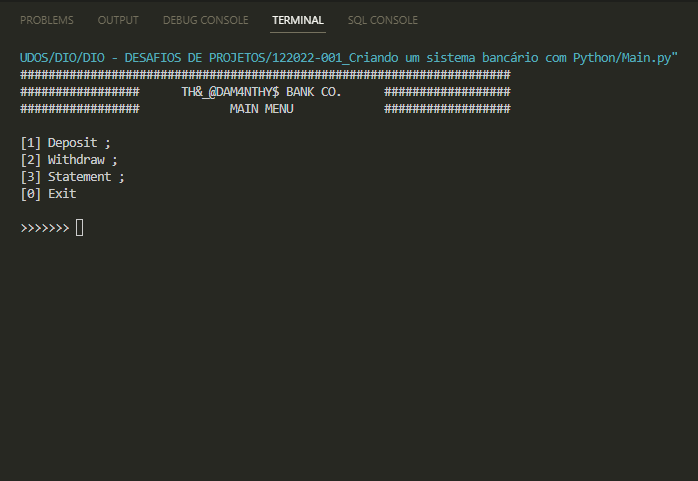 PROBLEMS OUTPUT DEBUG CONSOLE TERMINAL SQL CONSOLE
UDOS/DIO/DIO - DESAFIOS DE PROJETOS/122022-001_Criando um sistema bancário com Python/Main.py"
######################################################################
################# TH&_@DAM4NTHY$ BANK CO. ##################
################# MAIN MENU ##################
[1] Deposit ;
[2] Withdraw ;
[3] Statement ;
[0] Exit
>>>>>>>